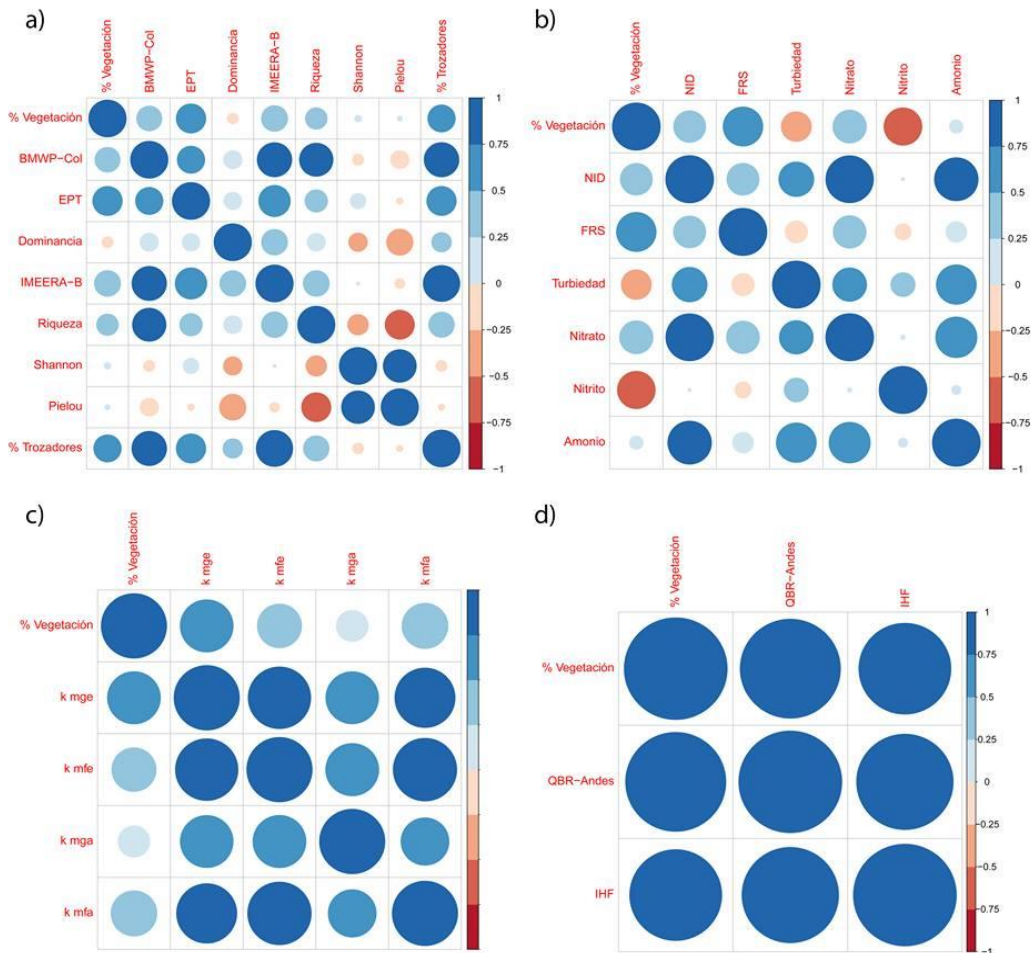 a)
% Vegetación
BMWP-Col
EPT
Dominancia
IMEERA-B
Riqueza
Shannon
Pielou
% Trozadores
% Vegetación
BMWP-Col
EPT
Dominancia
IMEERA-B
Riqueza
Shannon
Pielou
% Trozadores
1
0.75
0.5
0.25
0
-0.25
-0.5
-0.75
-1
b)
% Vegetación
NID
FRS
Turbiedad
Nitrato
Nitrito
Amonio
% Vegetación
NID
FRS
Turbiedad
Nitrato
Nitrito
Amonio
1
0.75
0.5
0.25
0
-0.25
-0.5
-0.75
-1
c)
% Vegetación
k mge
k mfe
k mga
k mfa
% Vegetación
k mge
k mfe
k mga
k mfa
d)
% Vegetación
QBR-Andes
IHF
% Vegetación
QBR-Andes
IHF
1
0.75
0.5
0.25
0
-0.25
-0.5
0.75
-1